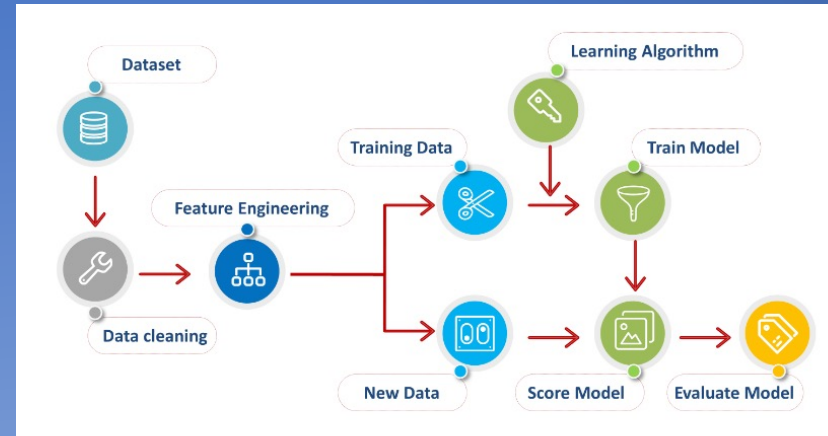 Learning Algorithm
Dataset
Training Data
Train Model
Feature Engineering
Data cleaning
New Data
Score Model
Evaluate Model